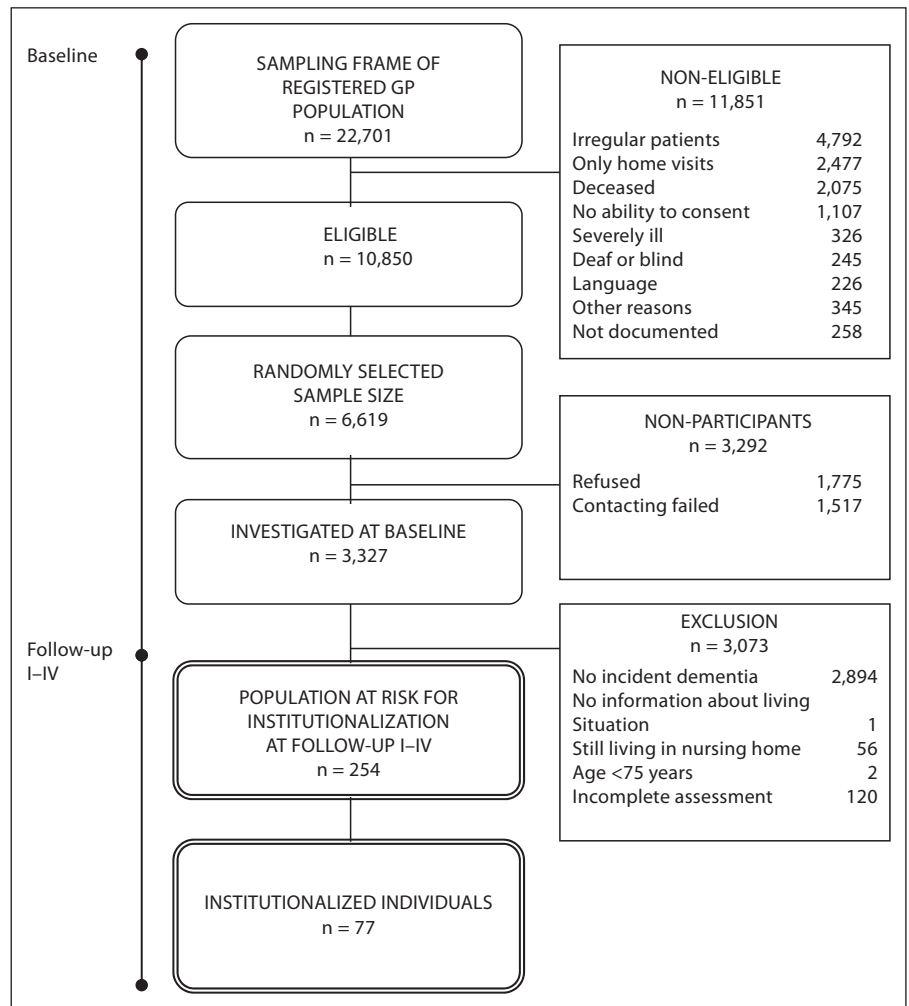 Baseline
SAMPLING FRAME OF
REGISTERED GP
POPULATION
n = 22,701
NON-ELIGIBLE
n = 11,851
Irregular patients 4,792
Only home visits 2,477
Deceased 2,075
No ability to consent 1,107
Severely ill 326
Deaf or blind 245
Language 226
Other reasons 345
Not documented 258
ELIGIBLE
n = 10,850
RANDOMLY SELECTED
SAMPLE SIZE
n = 6,619
NON-PARTICIPANTS
n = 3,292
Refused 1,775
Contacting failed 1,517
INVESTIGATED AT BASELINE
n = 3,327
EXCLUSION
n = 3,073
No incident dementia 2,894
No information about living
Situation 1
Still living in nursing home 56
Age <75 years 2
Incomplete assessment 120
Follow-up
I–IV
POPULATION AT RISK FOR
INSTITUTIONALIZATION
AT FOLLOW-UP I–IV
n = 254
INSTITUTIONALIZED INDIVIDUALS
n = 77